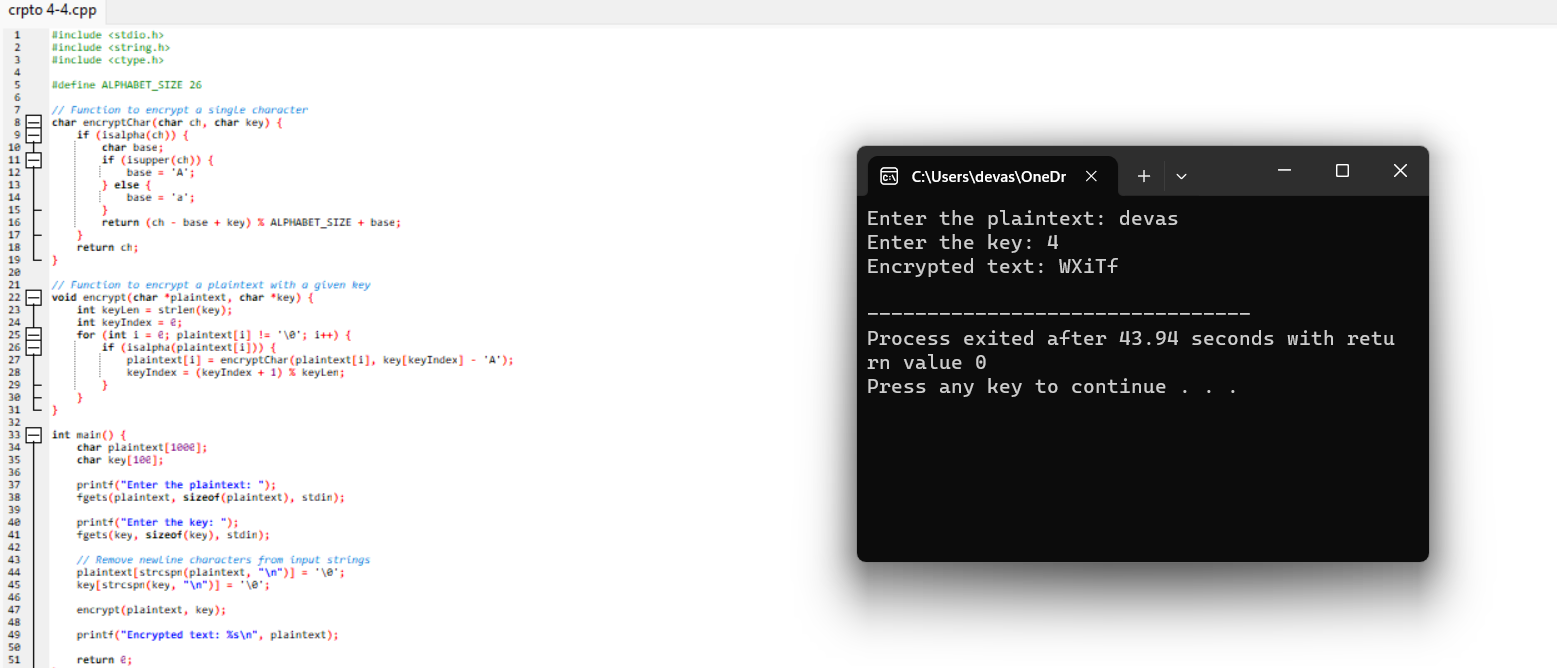 crpto 4-4.cpp
1 #include <stdio.h>
2 #include <string.h>
3 #include <ctype.h>
4
5 #define ALPHABET_SIZE 26
6
7 // Function to encrypt a single character
8 char encryptChar(char ch, char key) {
9 if (isalpha(ch)) {
10 char base;
11 if (isupper(ch)) {
12 base = 'A';
13 } else {
14 base = 'a';
15 }
16 return (ch - base + key) % ALPHABET_SIZE + base;
17 }
18 return ch;
19 }
20
21 // Function to encrypt a plaintext with a given key
22 void encrypt(char *plaintext, char *key) {
23 int keyLen = strlen(key);
24 int keyIndex = 0;
25 for (int i = 0; plaintext[i] != '\0'; i++) {
26 if (isalpha(plaintext[i])) {
27 plaintext[i] = encryptChar(plaintext[i], key[keyIndex] - 'A');
28 keyIndex = (keyIndex + 1) % keyLen;
29 }
30 }
31 }
32
33 int main() {
34 char plaintext[1000];
35 char key[100];
36
37 printf("Enter the plaintext: ");
38 fgets(plaintext, sizeof(plaintext), stdin);
39
40 printf("Enter the key: ");
41 fgets(key, sizeof(key), stdin);
42
43 // Remove newline characters from input strings
44 plaintext[strcspn(plaintext, "\n")] = '\0';
45 key[strcspn(key, "\n")] = '\0';
46
47 encrypt(plaintext, key);
48
49 printf("Encrypted text: %s\n", plaintext);
50
51 return 0;
C:\Users\devas\OneDr
Enter the plaintext: devas
Enter the key: 4
Encrypted text: WXiTf
--------------------------------
Process exited after 43.94 seconds with retu
rn value 0
Press any key to continue . . .